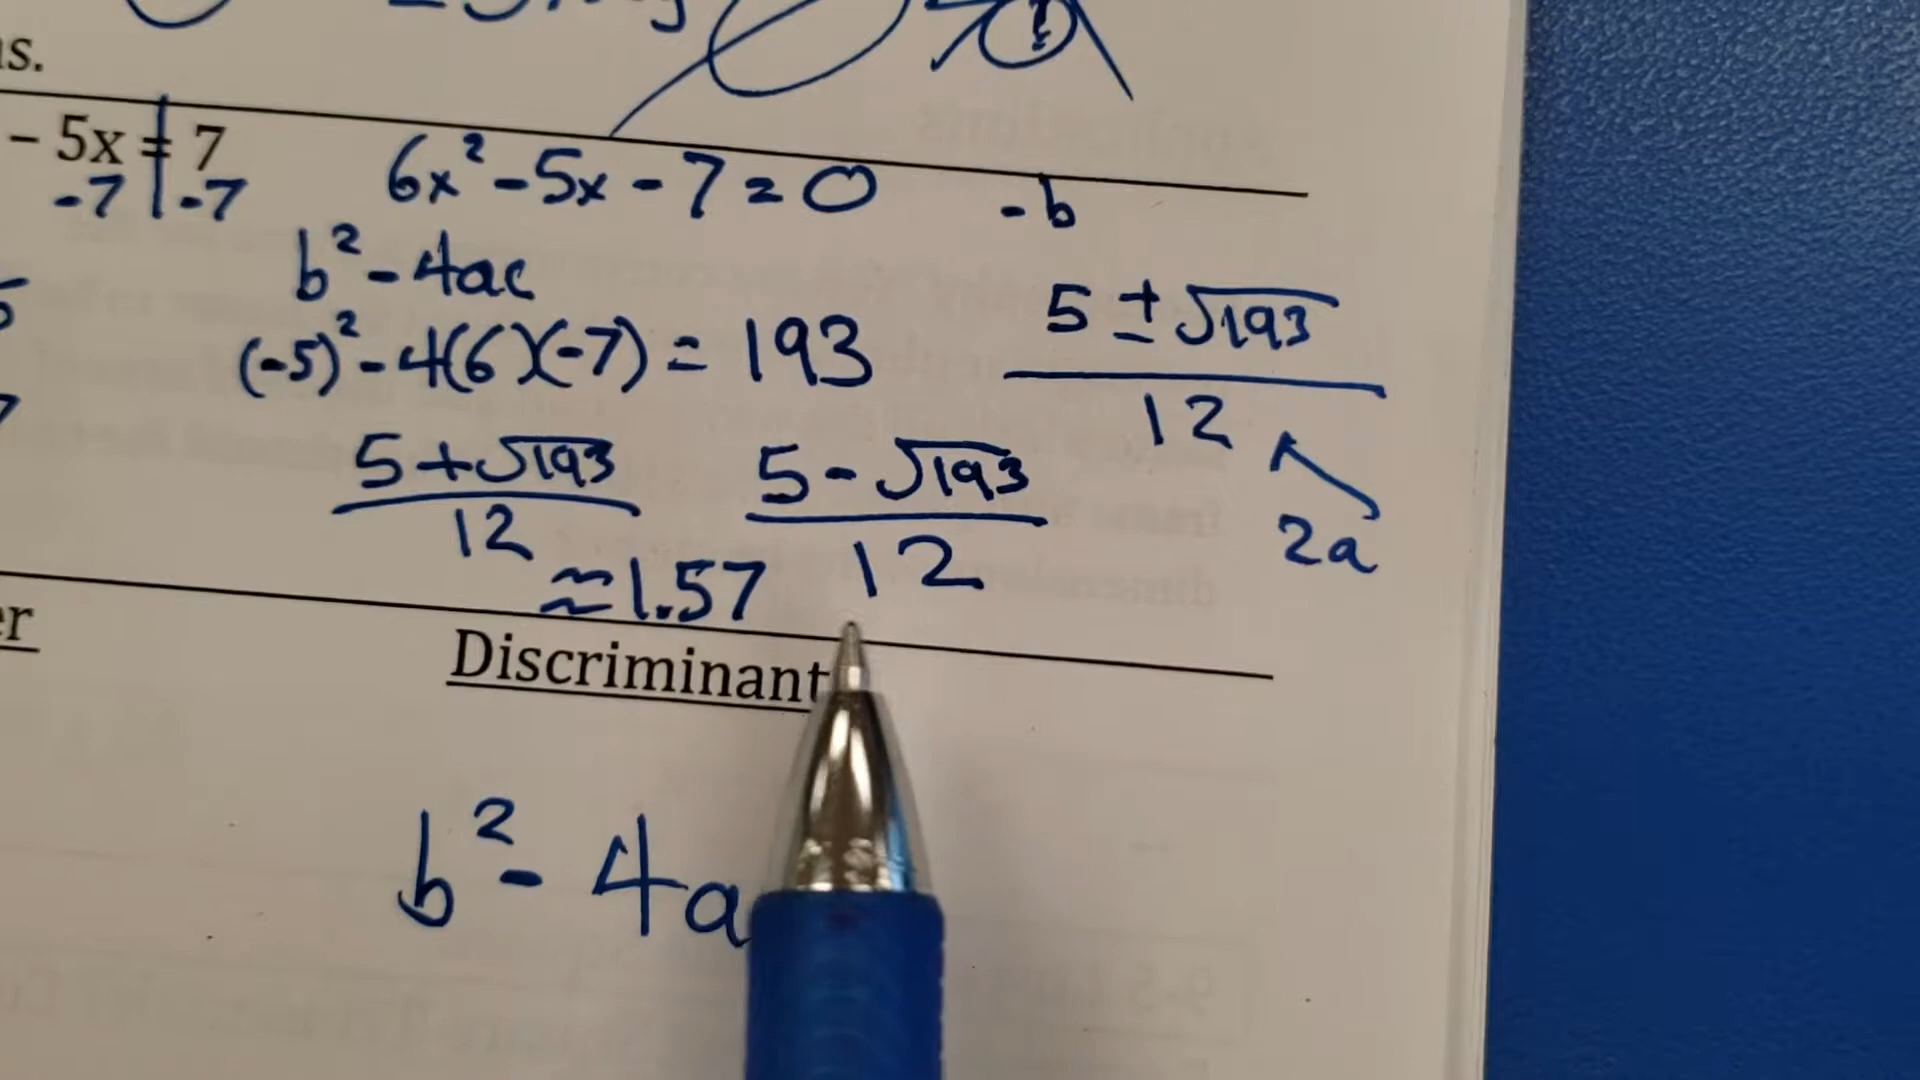 s.
- 5x = 7
-7 | -7
6x² - 5x - 7 = 0
-b
b² - 4ac
(-5)² - 4(6)(-7) = 193
5 ± √193
12
2a
5 + √193
12
≈ 1.57
5 - √193
12
er
Discriminant
b² - 4a